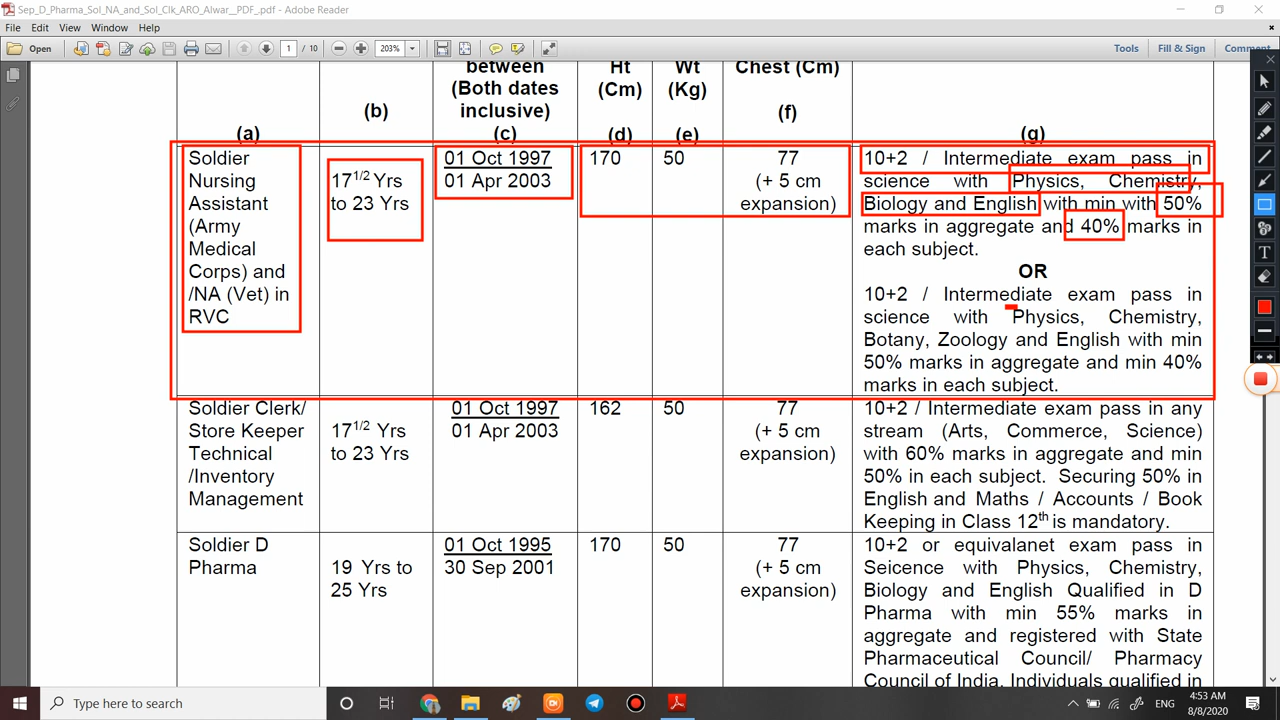 Sep_D_Pharma_Sol_NA_and_Sol_Clk_ARO_Alwar__PDF_.pdf - Adobe Reader
File Edit View Window Help
Open 1 / 10 203% Tools Fill & Sign Comment
between
(Both dates
inclusive)
(c)
Ht
(Cm)
(d)
Wt
(Kg)
(e)
Chest (Cm)
(f)
(a)
(b)
(g)
Soldier
Nursing
Assistant
(Army
Medical
Corps) and
/NA (Vet) in
RVC
17 1/2 Yrs
to 23 Yrs
01 Oct 1997
01 Apr 2003
170
50
77
(+ 5 cm
expansion)
10+2 / Intermediate exam pass in
science with Physics, Chemistry,
Biology and English with min with 50%
marks in aggregate and 40% marks in
each subject.
OR
10+2 / Intermediate exam pass in
science with Physics, Chemistry,
Botany, Zoology and English with min
50% marks in aggregate and min 40%
marks in each subject.
Soldier Clerk/
Store Keeper
Technical
/Inventory
Management
17 1/2 Yrs
to 23 Yrs
01 Oct 1997
01 Apr 2003
162
50
77
(+ 5 cm
expansion)
10+2 / Intermediate exam pass in any
stream (Arts, Commerce, Science)
with 60% marks in aggregate and min
50% in each subject. Securing 50% in
English and Maths / Accounts / Book
Keeping in Class 12th is mandatory.
Soldier D
Pharma
19 Yrs to
25 Yrs
01 Oct 1995
30 Sep 2001
170
50
77
(+ 5 cm
expansion)
10+2 or equivalanet exam pass in
Seicence with Physics, Chemistry,
Biology and English Qualified in D
Pharma with min 55% marks in
aggregate and registered with State
Pharmaceutical Council/ Pharmacy
Council of India. Individuals qualified in
Type here to search
ENG
4:53 AM
8/8/2020